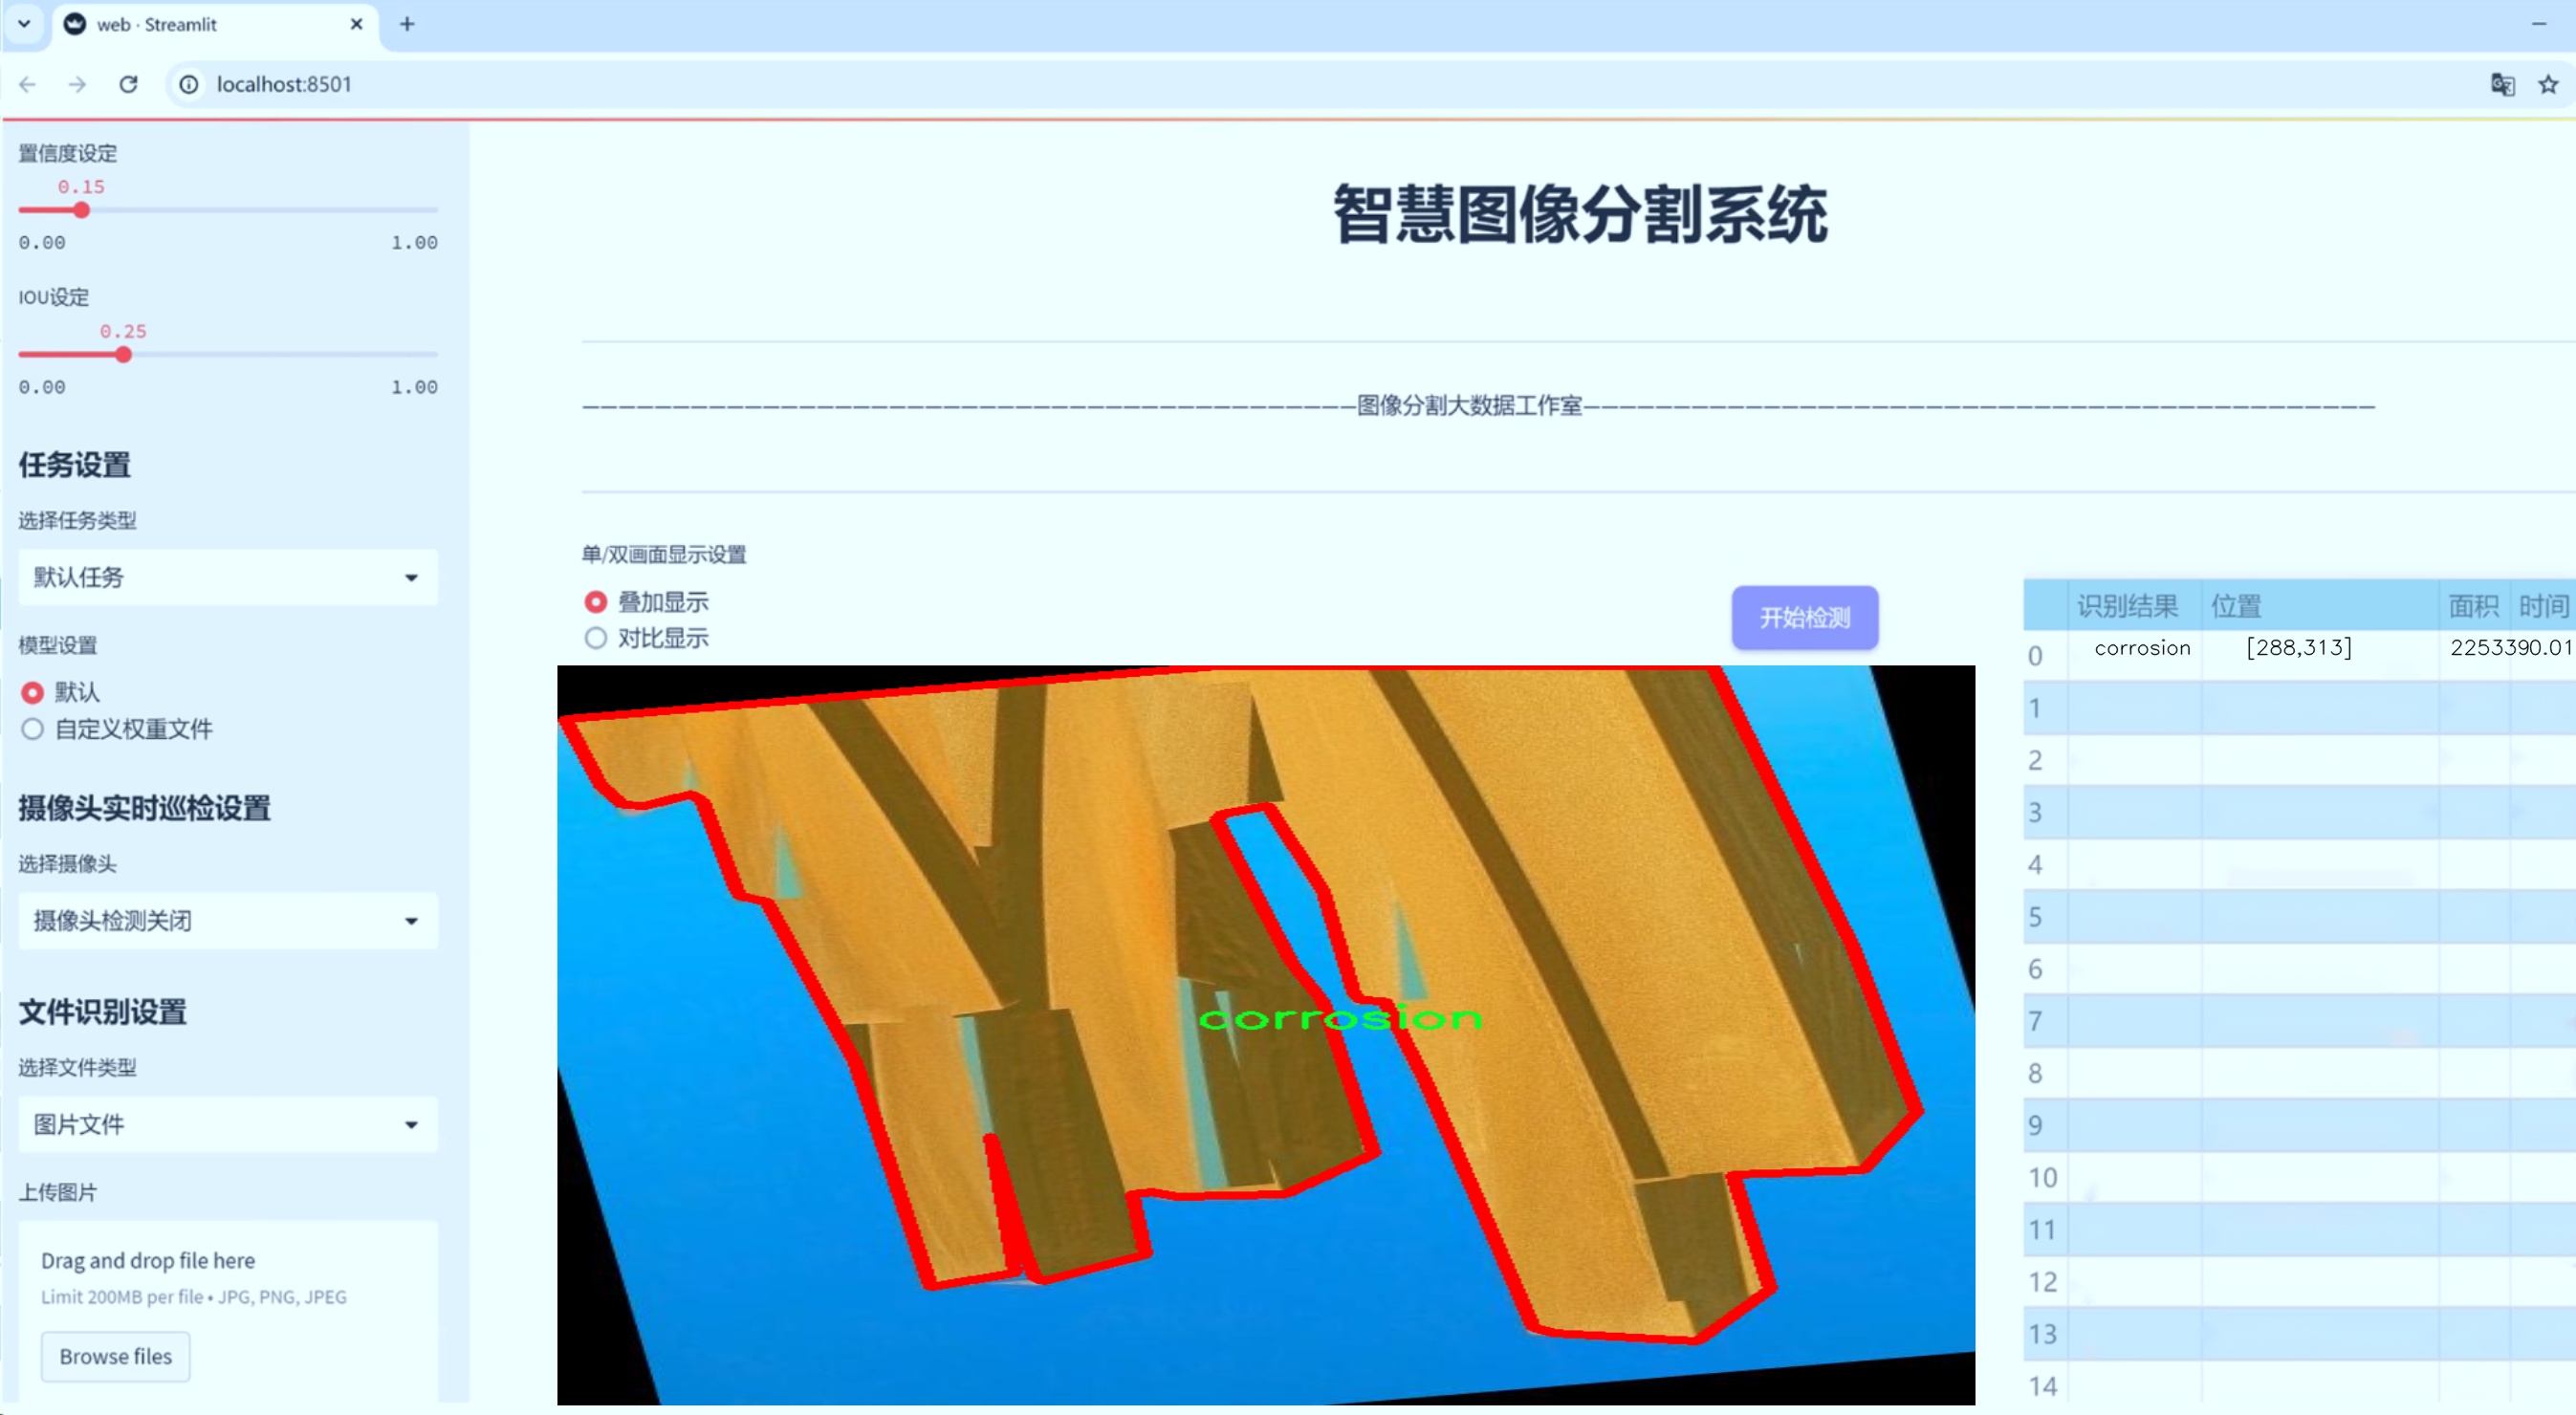 web · Streamlit
localhost:8501
置信度设定
0.15
0.00 1.00
IOU设定
0.25
0.00 1.00
任务设置
选择任务类型
默认任务
模型设置
默认
自定义权重文件
摄像头实时巡检设置
选择摄像头
摄像头检测关闭
文件识别设置
选择文件类型
图片文件
上传图片
Drag and drop file here
Limit 200MB per file • JPG, PNG, JPEG
Browse files
智慧图像分割系统
———————————————————————————————————————————图像分割大数据工作室————————————————————————————————————————————
单/双画面显示设置
叠加显示
对比显示
开始检测
corrosion
识别结果 位置 面积 时间
0 corrosion [288,313] 2253390.01
1
2
3
4
5
6
7
8
9
10
11
12
13
14